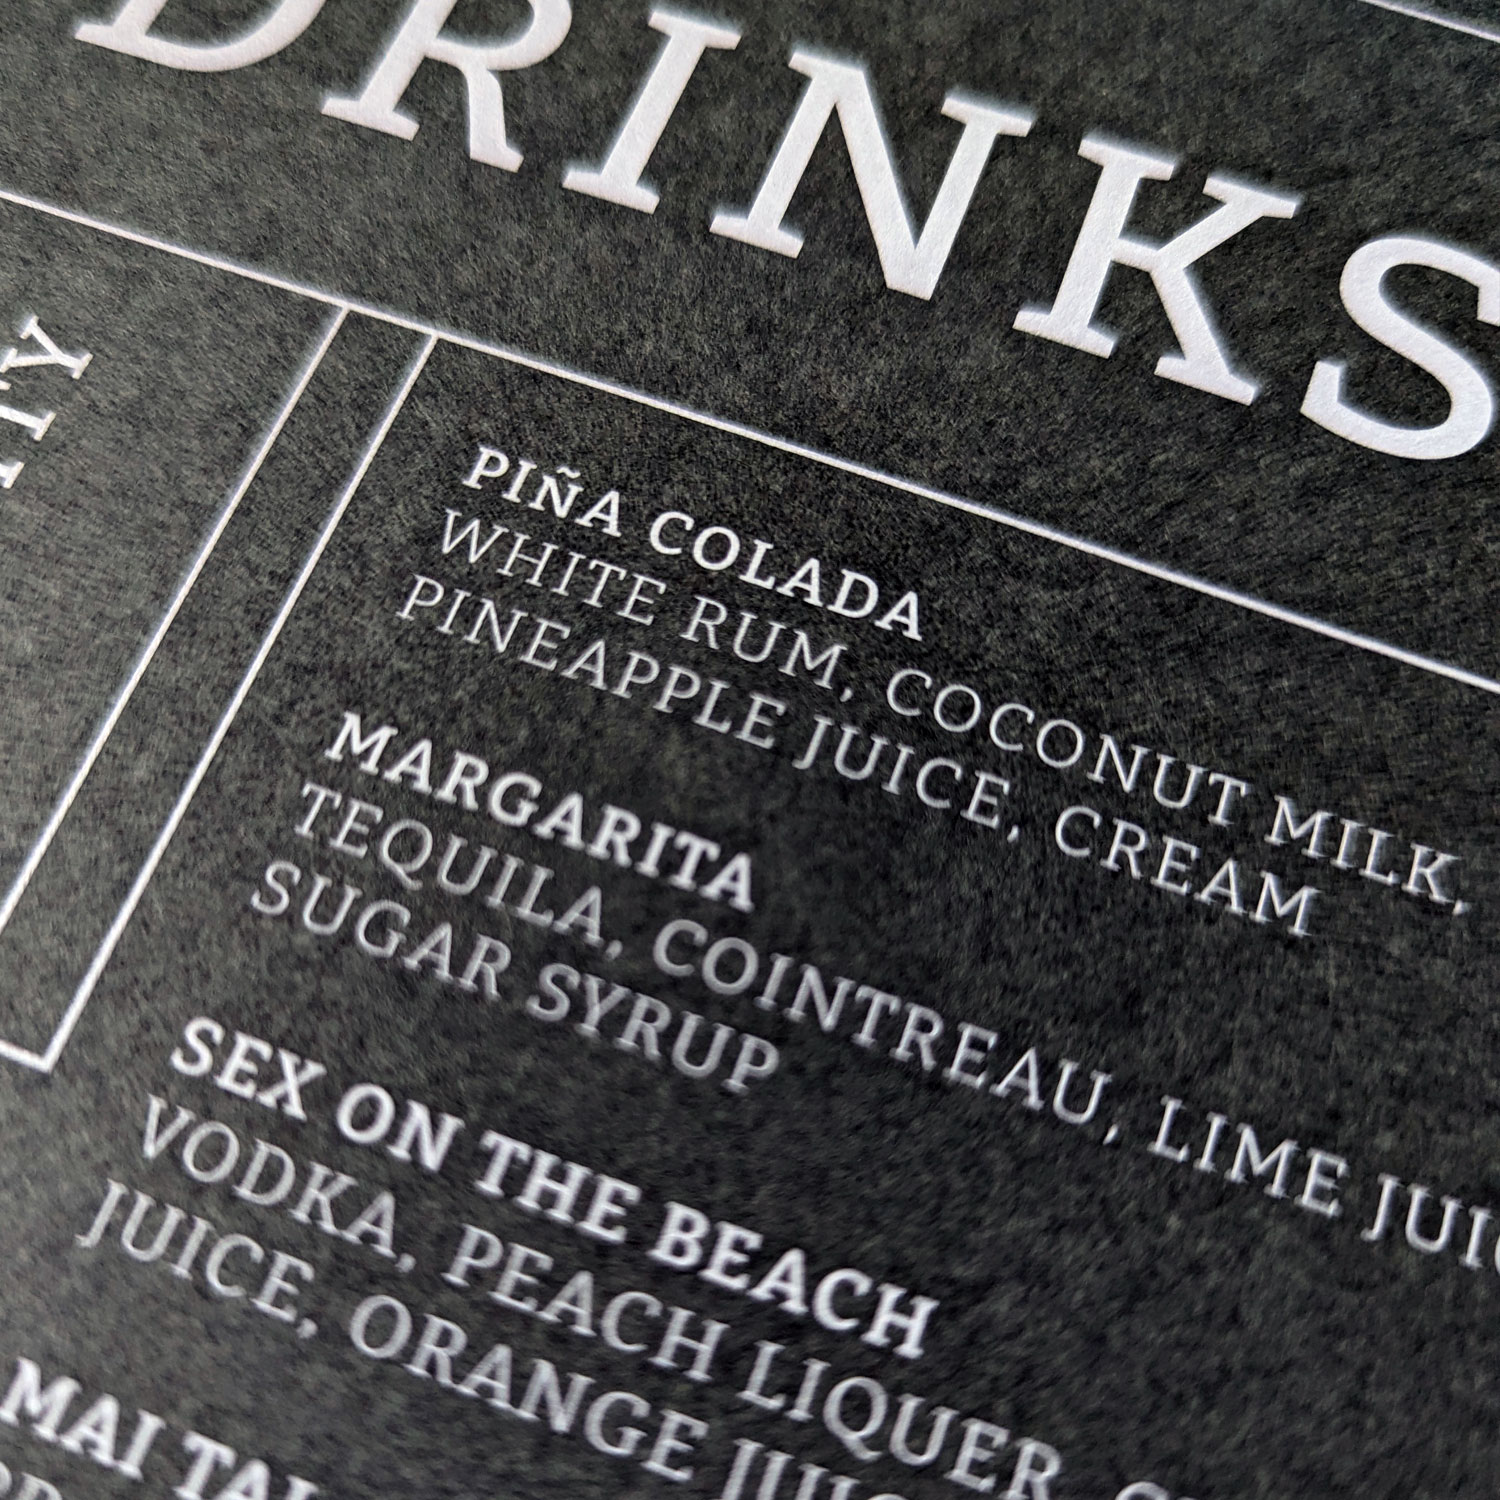 DRINKS
PIÑA COLADA
WHITE RUM, COCONUT MILK,
PINEAPPLE JUICE, CREAM
MARGARITA
TEQUILA, COINTREAU, LIME
SUGAR SYRUP
SEX ON THE BEACH
VODKA, PEACH LIQUER,
JUICE, ORANGE
MAI TAI